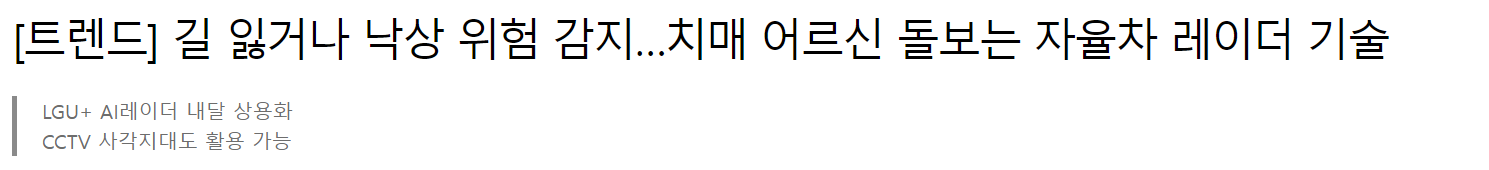 [트렌드] 길 잃거나 낙상 위험 감지…치매 어르신 돌보는 자율차 레이더 기술
LGU+ AI레이더 내달 상용화
CCTV 사각지대도 활용 가능